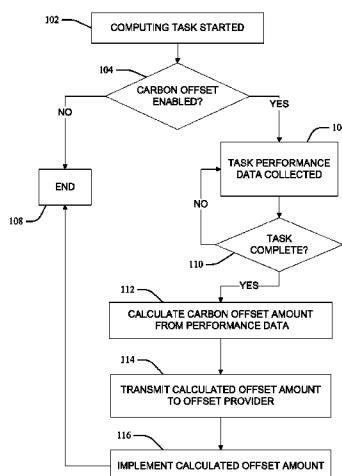 102
COMPUTING TASK STARTED
104
CARBON OFFSET
ENABLED?
NO
YES
10
TASK PERFORMANCE
DATA COLLECTED
END
108
NO
TASK
COMPLETE?
110
YES
112
CALCULATE CARBON OFFSET AMOUNT
FROM PERFORMANCE DATA
114
TRANSMIT CALCULATED OFFSET AMOUNT
TO OFFSET PROVIDER
116
IMPLEMENT CALCULATED OFFSET AMOUNT